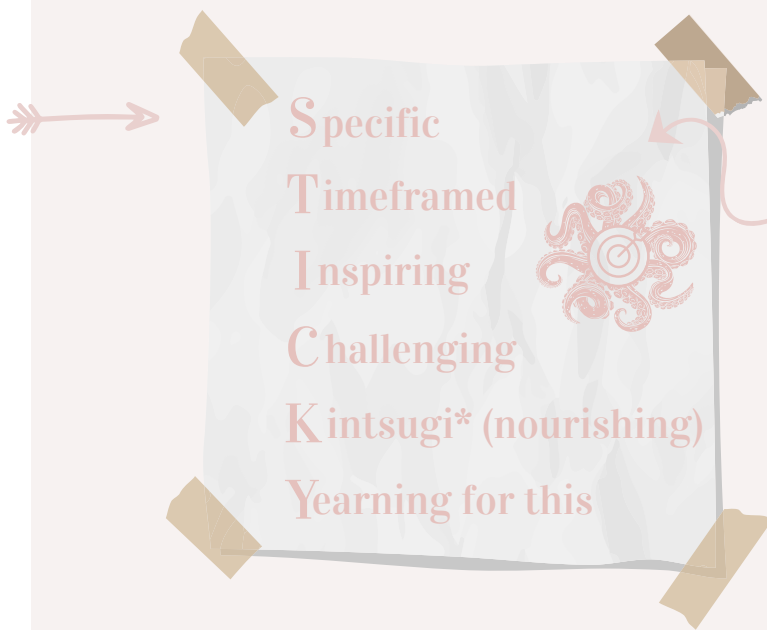 Specific
Timeframed
Inspiring
Challenging
Kintsugi* (nourishing)
Yearning for this